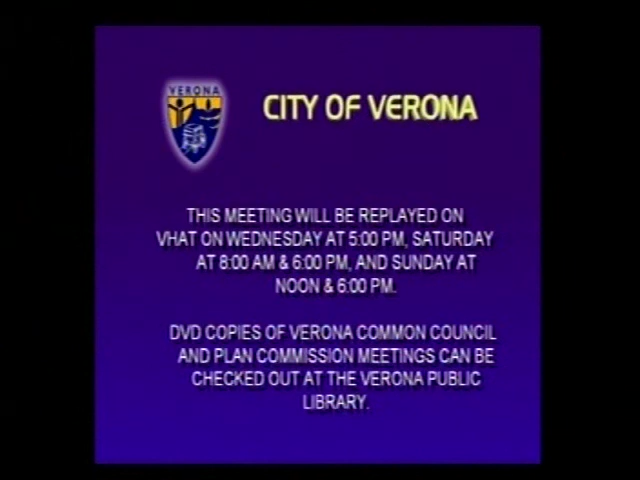 VERONA
CITY OF VERONA
THIS MEETING WILL BE REPLAYED ON
VHAT ON WEDNESDAY AT 5:00 PM, SATURDAY
AT 8:00 AM & 6:00 PM, AND SUNDAY AT
NOON & 6:00 PM.
DVD COPIES OF VERONA COMMON COUNCIL
AND PLAN COMMISSION MEETINGS CAN BE
CHECKED OUT AT THE VERONA PUBLIC
LIBRARY.